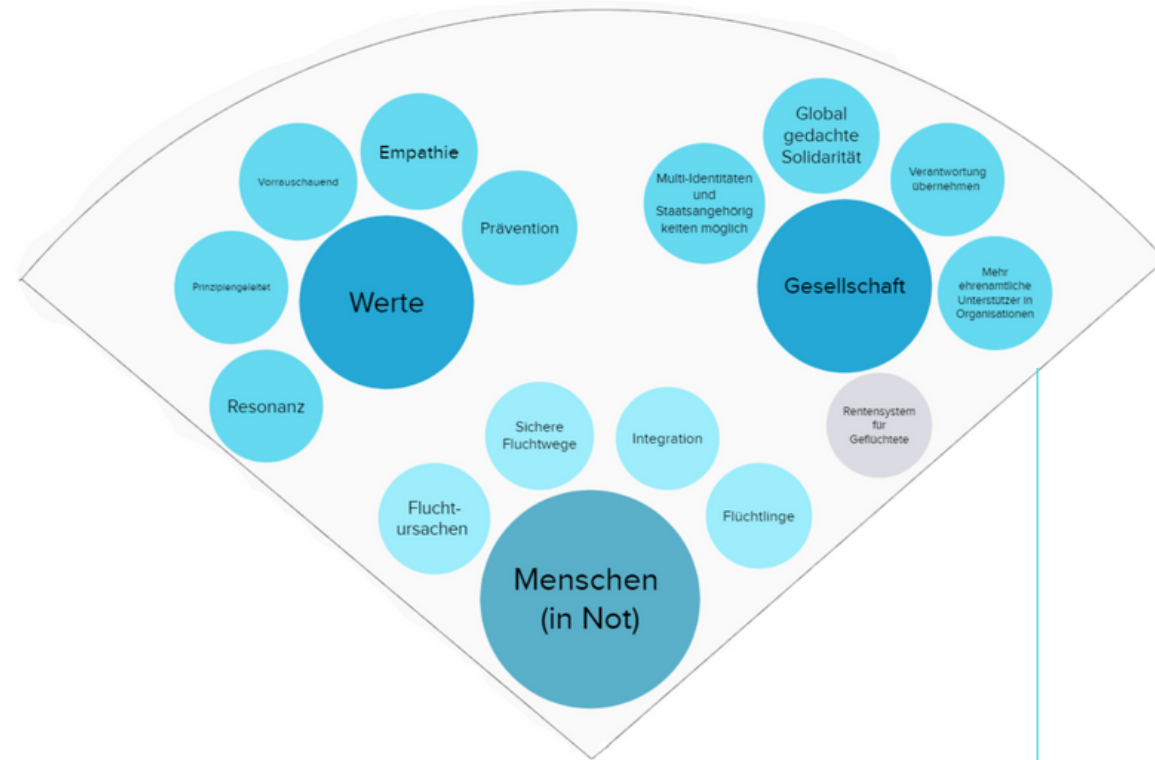 Empathie
Vorrauschauend
Prävention
Prinzipiengeleitet
Werte
Resonanz
Global
gedachte
Solidarität
Multi-Identitäten
und
Staatsangehörig
keiten möglich
Verantwortung
übernehmen
Gesellschaft
Mehr
ehrenamtliche
Unterstützer in
Organisationen
Rentensystem
für
Geflüchtete
Sichere
Fluchtwege
Integration
Flucht-
ursachen
Flüchtlinge
Menschen
(in Not)